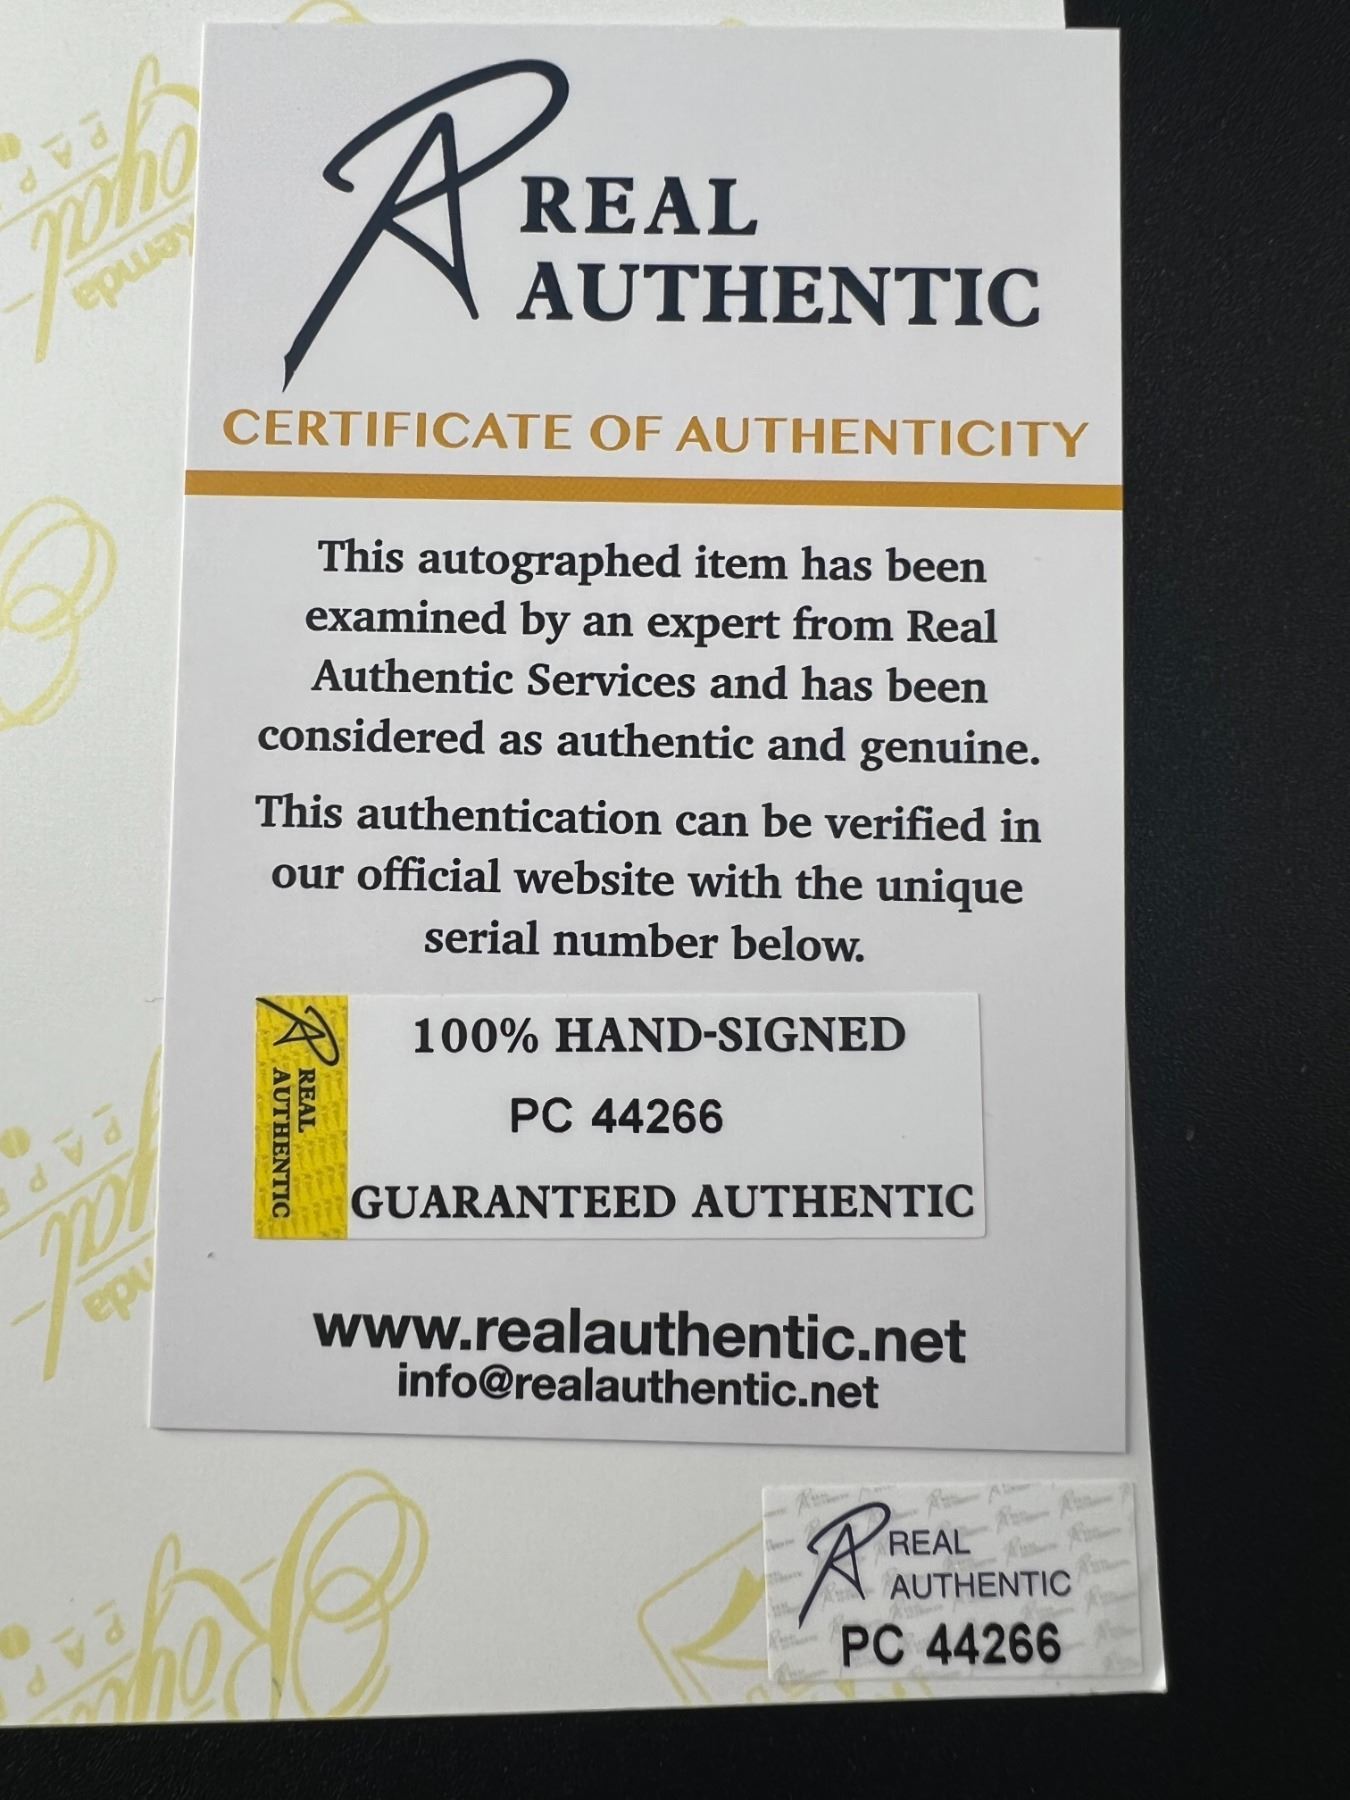 REAL
AUTHENTIC
CERTIFICATE OF AUTHENTICITY
This autographed item has been
examined by an expert from Real
Authentic Services and has been
considered as authentic and genuine.
This authentication can be verified in
our official website with the unique
serial number below.
REAL
AUTHENTIC
100% HAND-SIGNED
PC 44266
GUARANTEED AUTHENTIC
www.realauthentic.net
info@realauthentic.net
REAL
AUTHENTIC
PC 44266
Royal